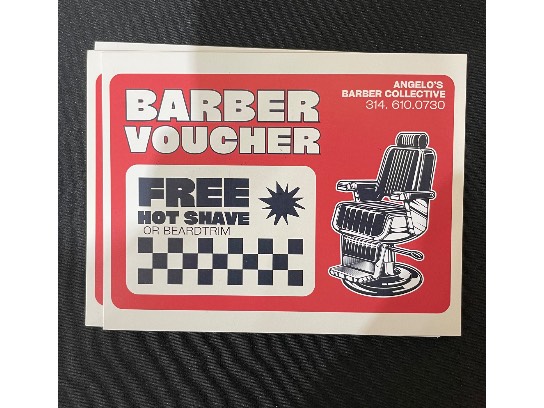 BARBER
VOUCHER
ANGELO'S
BARBER COLLECTIVE
314. 610.0730
FREE
HOT SHAVE
OR BEARDTRIM